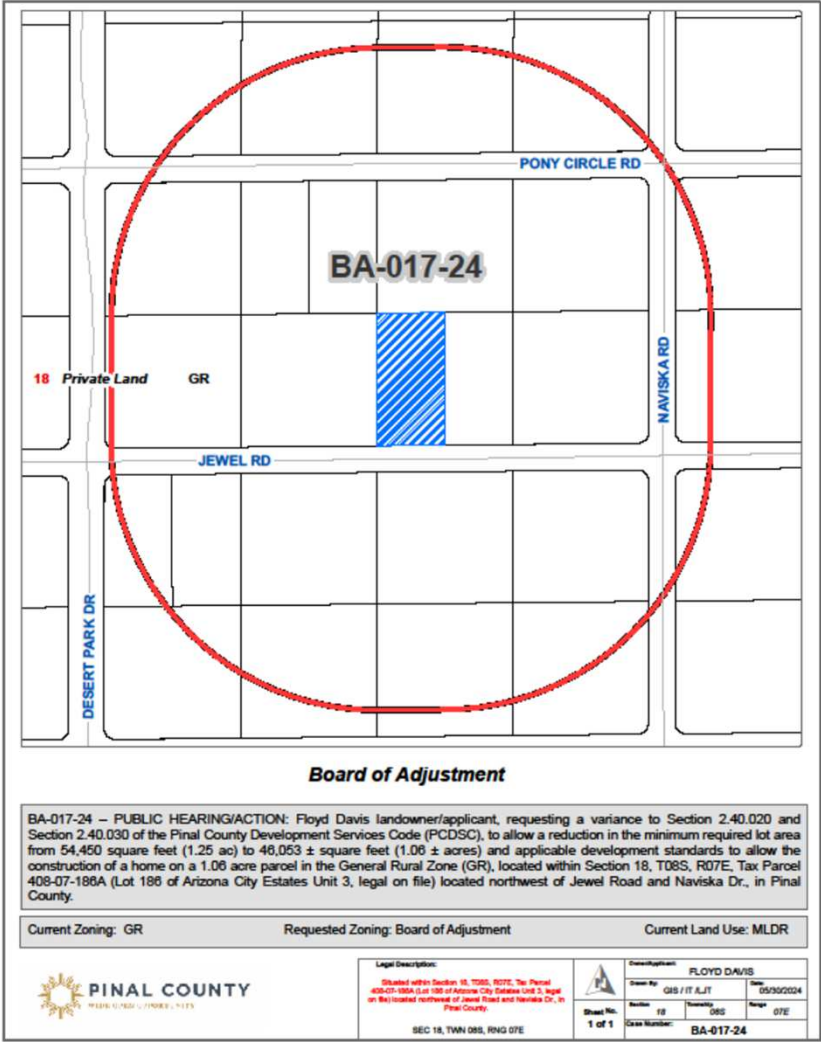 PONY CIRCLE RD
BA-017-24
NAVISKA RD
18 Private Land GR
JEWEL RD
DESERT PARK DR
Board of Adjustment
BA-017-24 – PUBLIC HEARING/ACTION: Floyd Davis landowner/applicant, requesting a variance to Section 2.40.020 and
Section 2.40.030 of the Pinal County Development Services Code (PCDSC), to allow a reduction in the minimum required lot area
from 54,450 square feet (1.25 ac) to 46,053 ± square feet (1.06 ± acres) and applicable development standards to allow the
construction of a home on a 1.06 acre parcel in the General Rural Zone (GR), located within Section 18, T08S, R07E, Tax Parcel
408-07-186A (Lot 186 of Arizona City Estates Unit 3, legal on file) located northwest of Jewel Road and Naviska Dr., in Pinal
County.
Current Zoning: GR Requested Zoning: Board of Adjustment Current Land Use: MLDR
PINAL COUNTY
WIDE OPEN OPPORTUNITY
Legal Description:
Situated within Section 18, T08S, R07E, Tax Parcel
408-07-186A (Lot 186 of Arizona City Estates Unit 3, legal
on file) located northwest of Jewel Road and Naviska Dr., in
Pinal County.
SEC 18, TWN 08S, RNG 07E
Sheet No.
1 of 1
Owner/Applicant:
FLOYD DAVIS
Drawn By:
GIS / IT /LJT
Date:
05/30/2024
Section
18
Township
08S
Range
07E
Case Number:
BA-017-24